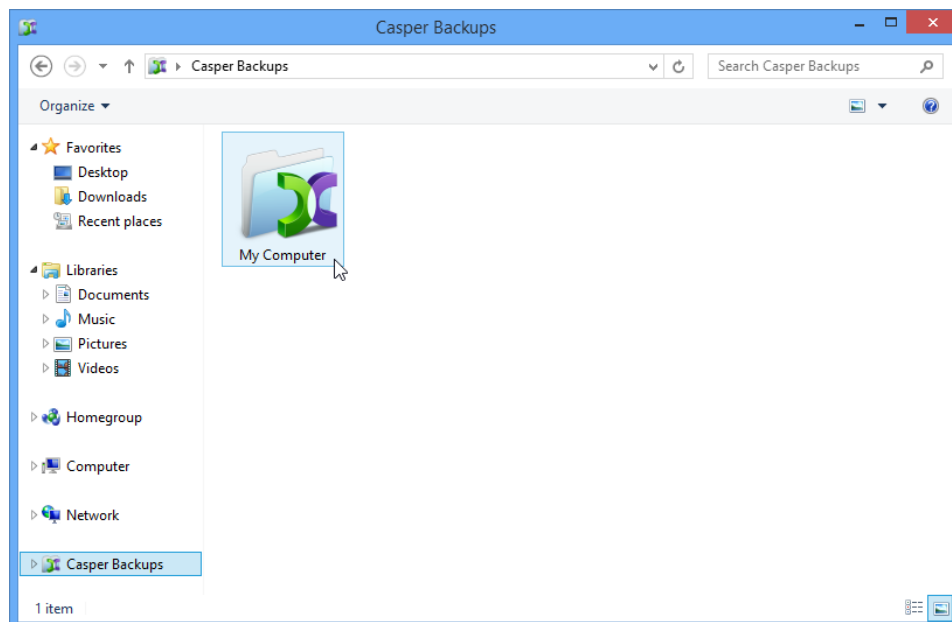 Casper Backups
Casper Backups
Search Casper Backups
Organize
Favorites
Desktop
Downloads
Recent places
Libraries
Documents
Music
Pictures
Videos
Homegroup
Computer
Network
Casper Backups
My Computer
1 item